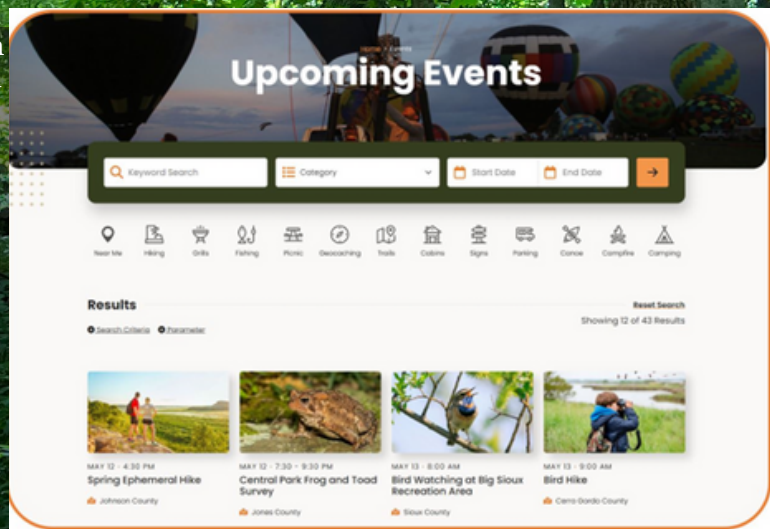 Home > Events
Upcoming Events
Keyword Search
Category
Start Date
End Date
Near Me
Hiking
Grills
Fishing
Picnic
Geocaching
Trails
Cabins
Signs
Parking
Canoe
Campfire
Camping
Results
Reset Search
Search Criteria
Parameter
Showing 12 of 43 Results
MAY 12 - 4:30 PM
Spring Ephemeral Hike
Johnson County
MAY 12 - 7:30 - 9:30 PM
Central Park Frog and Toad
Survey
Jones County
MAY 13 - 8:00 AM
Bird Watching at Big Sioux
Recreation Area
Sioux County
MAY 13 - 9:00 AM
Bird Hike
Cerro Gordo County